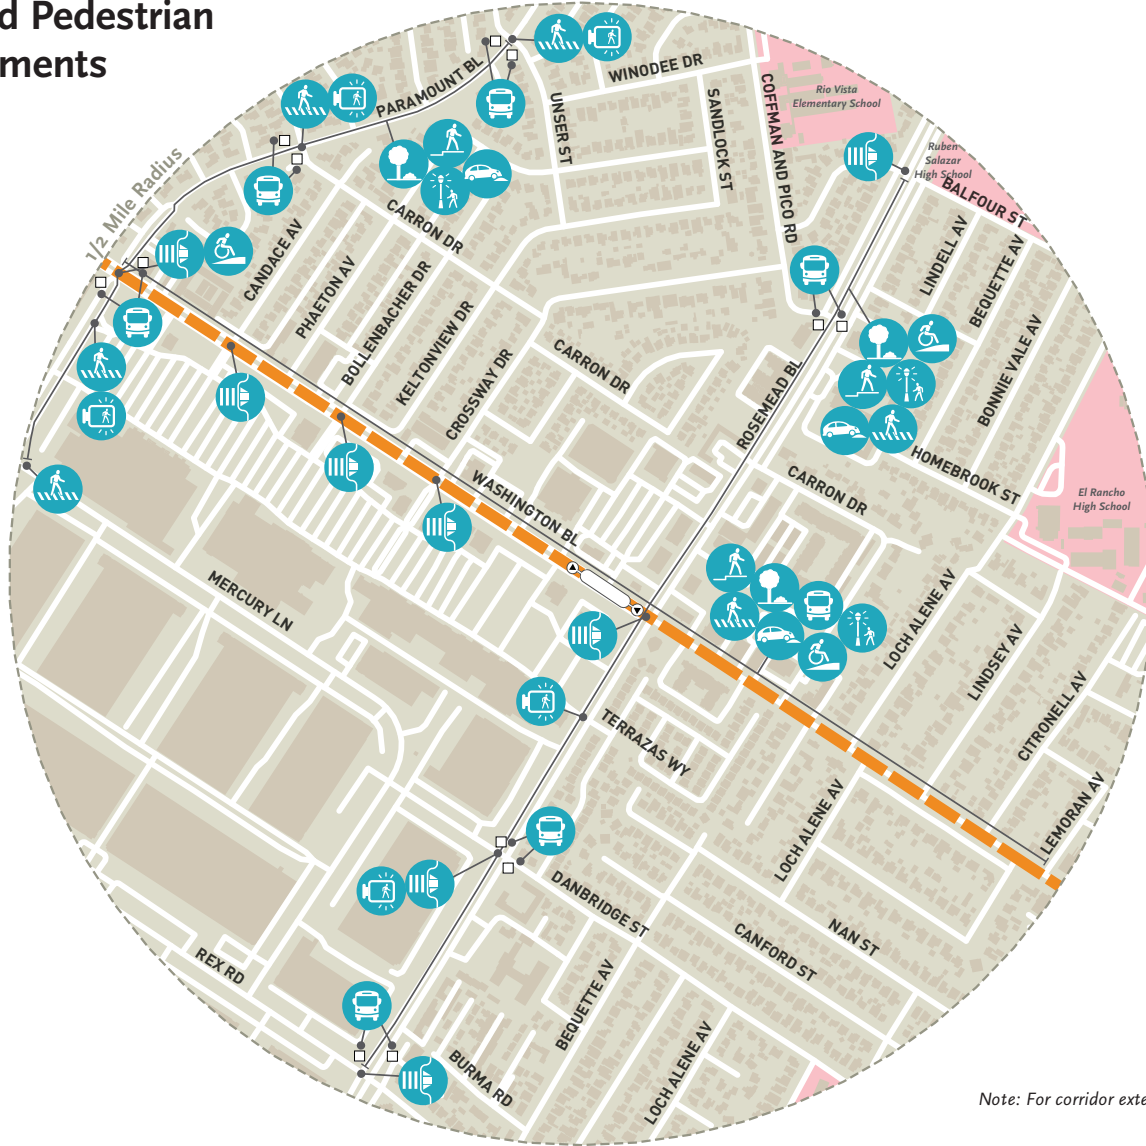 d Pedestrian
ments
1/2 Mile Radius
PARAMOUNT BL
WINODEE DR
UNSER ST
SANDLOCK ST
COFFMAN AND PICO RD
Rio Vista
Elementary School
Ruben
Salazar
High School
BALFOUR ST
CARRON DR
CANDACE AV
PHAETON AV
BOLLENBACHER DR
KELTONVIEW DR
CROSSWAY DR
CARRON DR
LINDELL AV
BEQUETTE AV
BONNIE VALE AV
ROSEMEAD BL
HOMEBROOK ST
CARRON DR
El Rancho
High School
WASHINGTON BL
MERCURY LN
LOCH ALENE AV
LINDSEY AV
CITRONELL AV
TERRAZAS WY
LOCH ALENE AV
LEMORAN AV
DANBRIDGE ST
CANFORD ST
NAN ST
REX RD
BEQUETTE AV
BURMA RD
LOCH ALENE AV
Note: For corridor exte